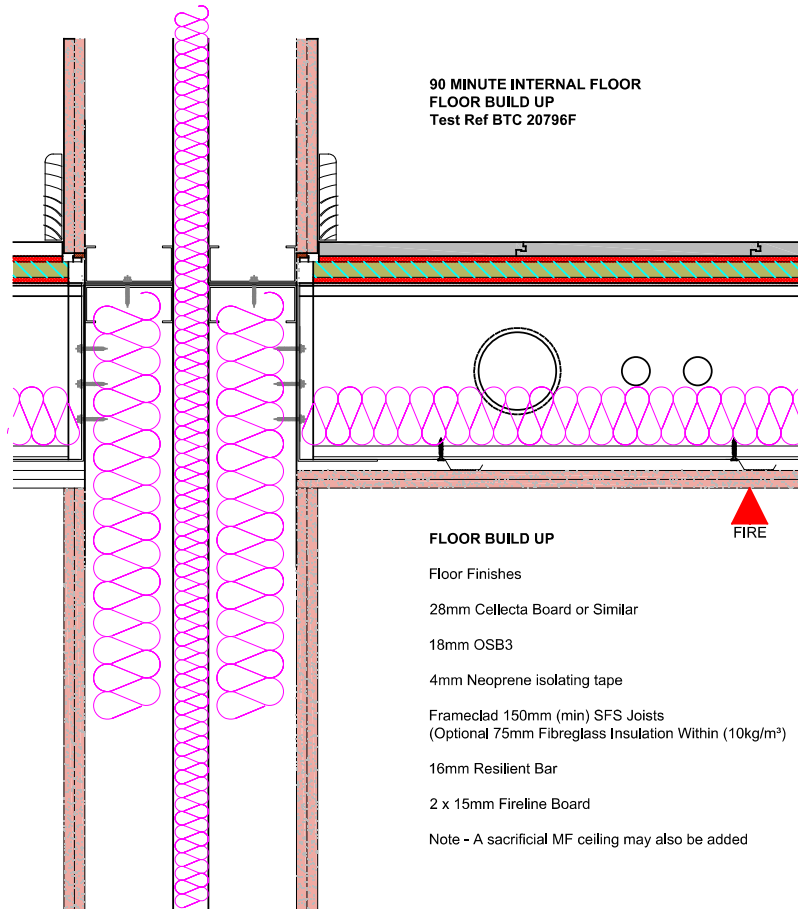 90 MINUTE INTERNAL FLOOR
FLOOR BUILD UP
Test Ref BTC 20796F
FIRE
FLOOR BUILD UP
Floor Finishes
28mm Cellecta Board or Similar
18mm OSB3
4mm Neoprene isolating tape
Frameclad 150mm (min) SFS Joists
(Optional 75mm Fibreglass Insulation Within (10kg/m³)
16mm Resilient Bar
2 x 15mm Fireline Board
Note - A sacrificial MF ceiling may also be added